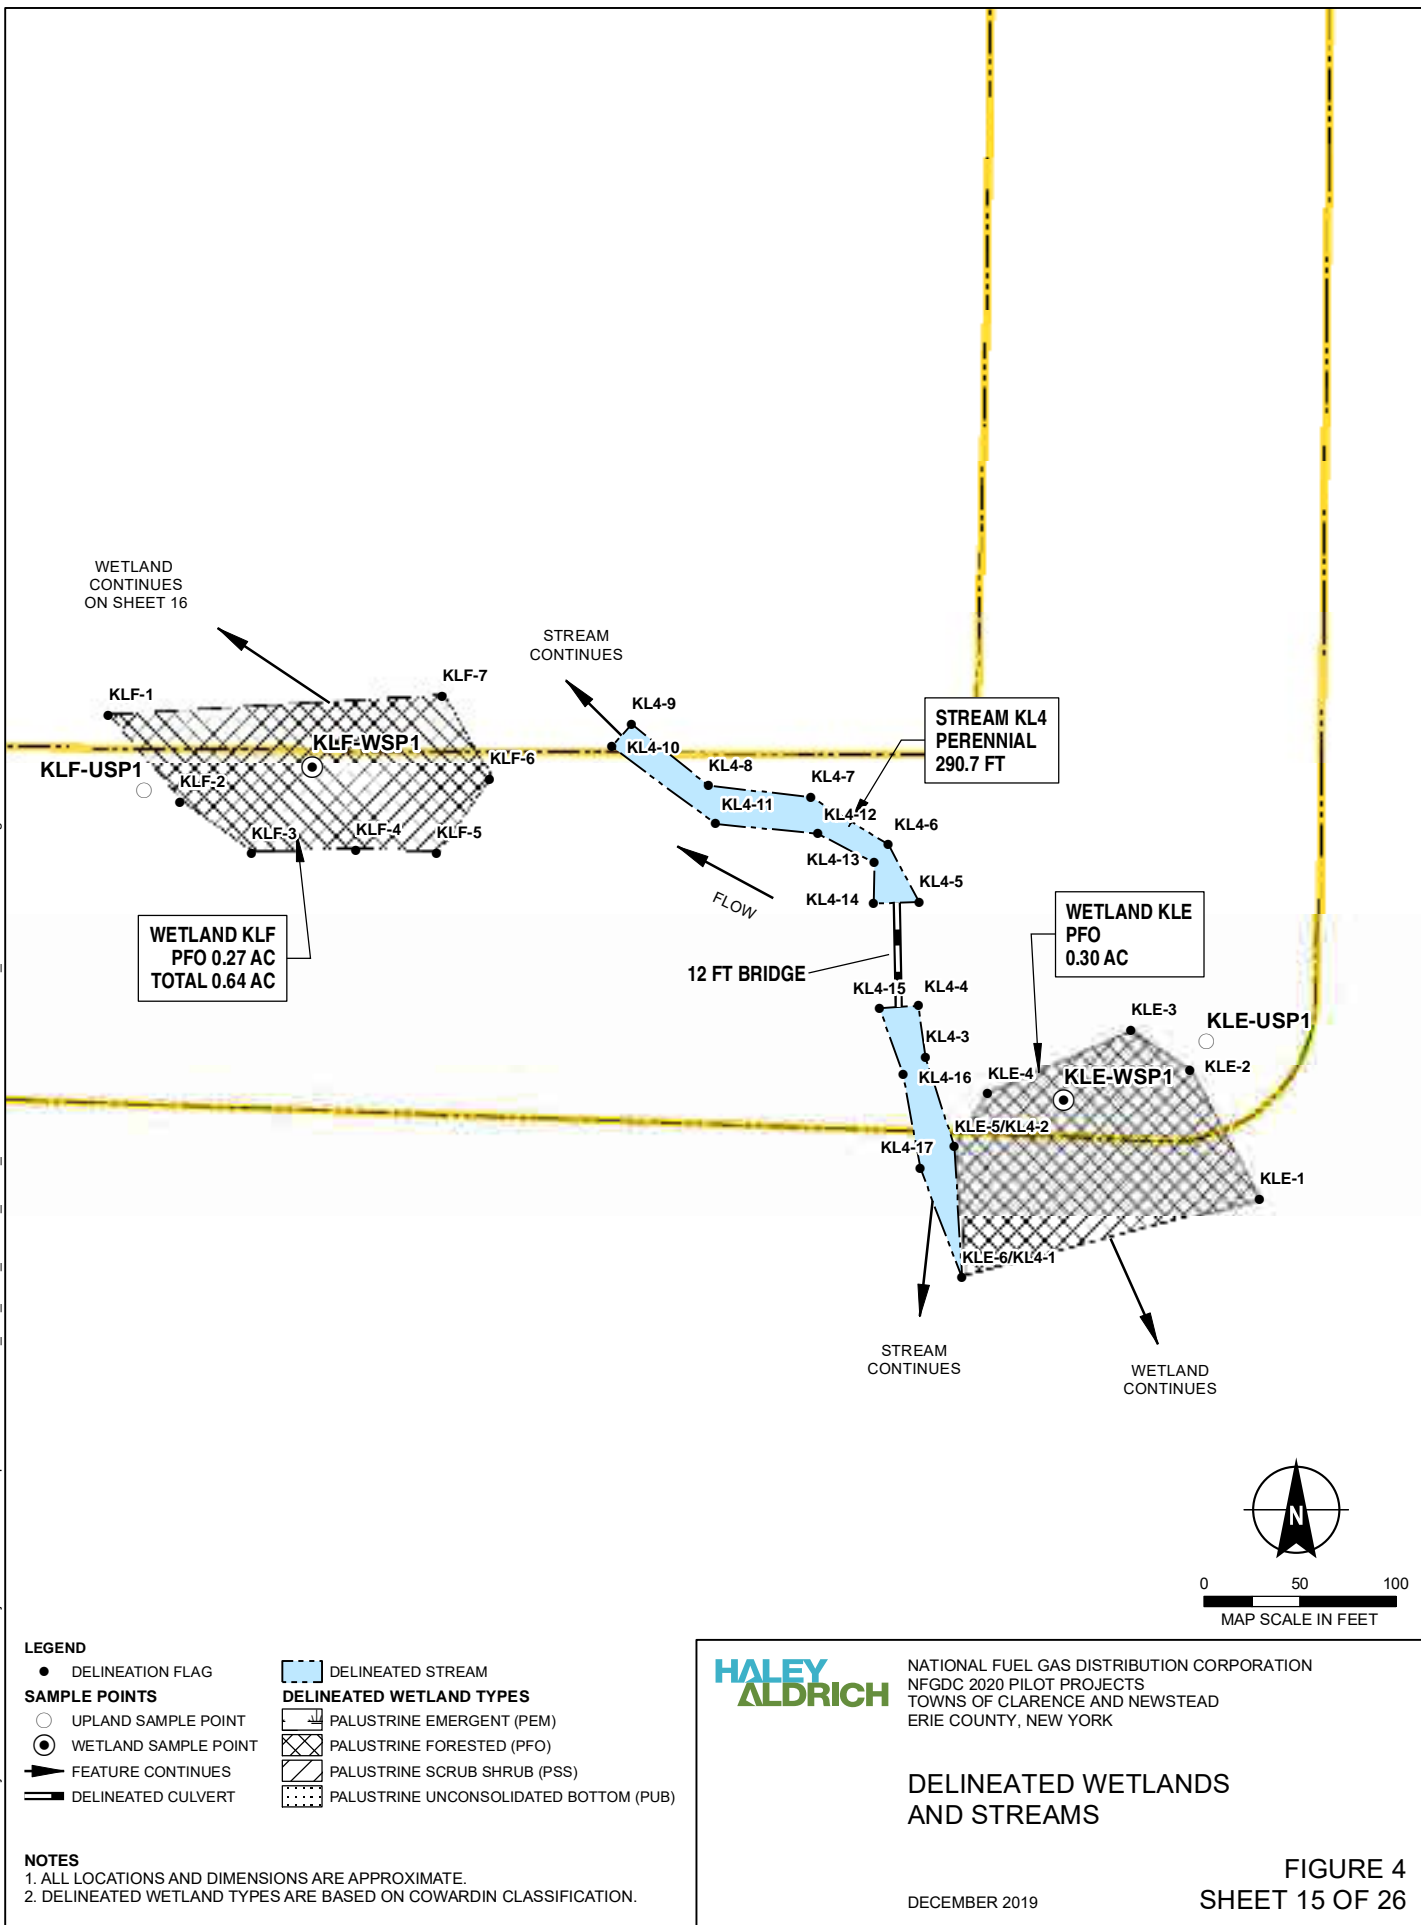 WETLAND
CONTINUES
ON SHEET 16
STREAM
CONTINUES
KLF-1
KLF-7
KLF-WSP1
KLF-USP1
KLF-2
KLF-6
KLF-3
KLF-4
KLF-5
WETLAND KLF
PFO 0.27 AC
TOTAL 0.64 AC
KL4-9
KL4-10
KL4-8
KL4-7
KL4-11
KL4-12
KL4-6
KL4-13
KL4-5
KL4-14
FLOW
STREAM KL4
PERENNIAL
290.7 FT
12 FT BRIDGE
KL4-15
KL4-4
KL4-3
KL4-16
KL4-17
WETLAND KLE
PFO
0.30 AC
KLE-3
KLE-USP1
KLE-2
KLE-4
KLE-WSP1
KLE-5/KL4-2
KLE-1
KLE-6/KL4-1
STREAM
CONTINUES
WETLAND
CONTINUES
N
0 50 100
MAP SCALE IN FEET
LEGEND
DELINEATION FLAG
SAMPLE POINTS
UPLAND SAMPLE POINT
WETLAND SAMPLE POINT
FEATURE CONTINUES
DELINEATED CULVERT
DELINEATED STREAM
DELINEATED WETLAND TYPES
PALUSTRINE EMERGENT (PEM)
PALUSTRINE FORESTED (PFO)
PALUSTRINE SCRUB SHRUB (PSS)
PALUSTRINE UNCONSOLIDATED BOTTOM (PUB)
NOTES
1. ALL LOCATIONS AND DIMENSIONS ARE APPROXIMATE.
2. DELINEATED WETLAND TYPES ARE BASED ON COWARDIN CLASSIFICATION.
HALEY
ALDRICH
NATIONAL FUEL GAS DISTRIBUTION CORPORATION
NFGDC 2020 PILOT PROJECTS
TOWNS OF CLARENCE AND NEWSTEAD
ERIE COUNTY, NEW YORK
DELINEATED WETLANDS
AND STREAMS
DECEMBER 2019
FIGURE 4
SHEET 15 OF 26